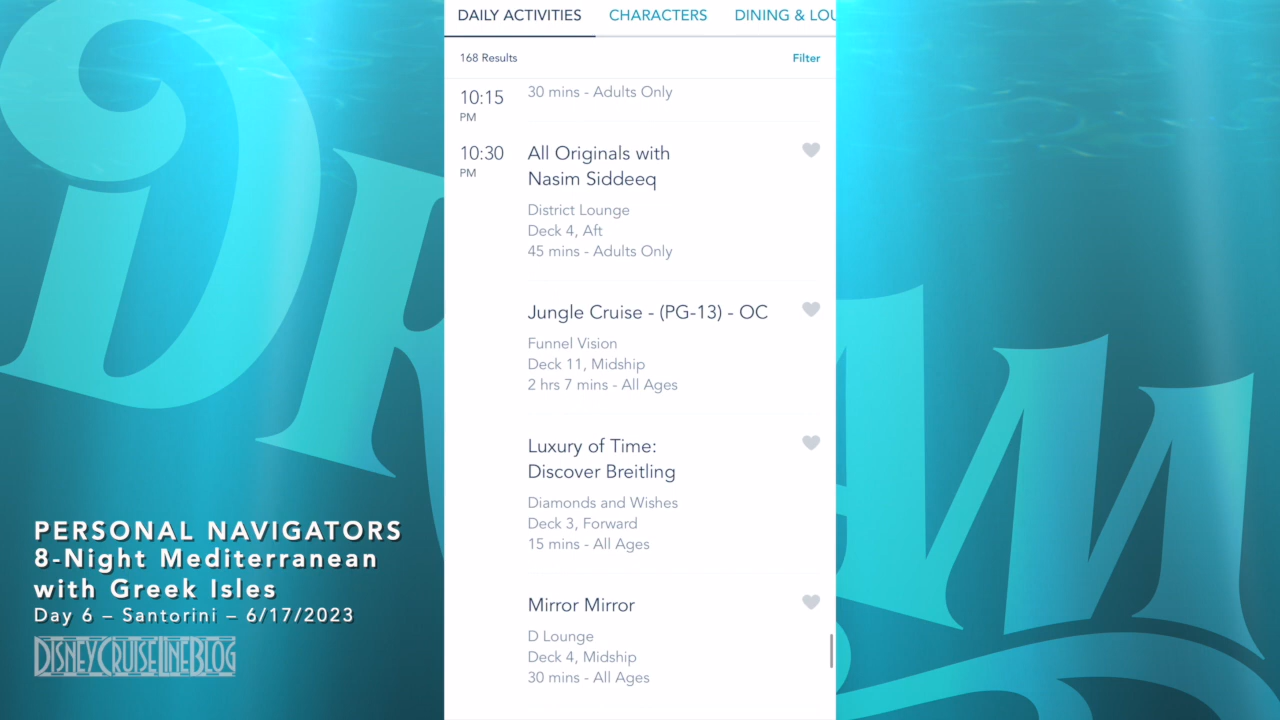 DAILY ACTIVITIES CHARACTERS DINING & LOU
168 Results Filter
10:15
PM
30 mins - Adults Only
10:30
PM
All Originals with
Nasim Siddeeq
District Lounge
Deck 4, Aft
45 mins - Adults Only
Jungle Cruise - (PG-13) - OC
Funnel Vision
Deck 11, Midship
2 hrs 7 mins - All Ages
Luxury of Time:
Discover Breitling
Diamonds and Wishes
Deck 3, Forward
15 mins - All Ages
Mirror Mirror
D Lounge
Deck 4, Midship
30 mins - All Ages
PERSONAL NAVIGATORS
8-Night Mediterranean
with Greek Isles
Day 6 – Santorini – 6/17/2023
DISNEYCRUISELINEBLOG